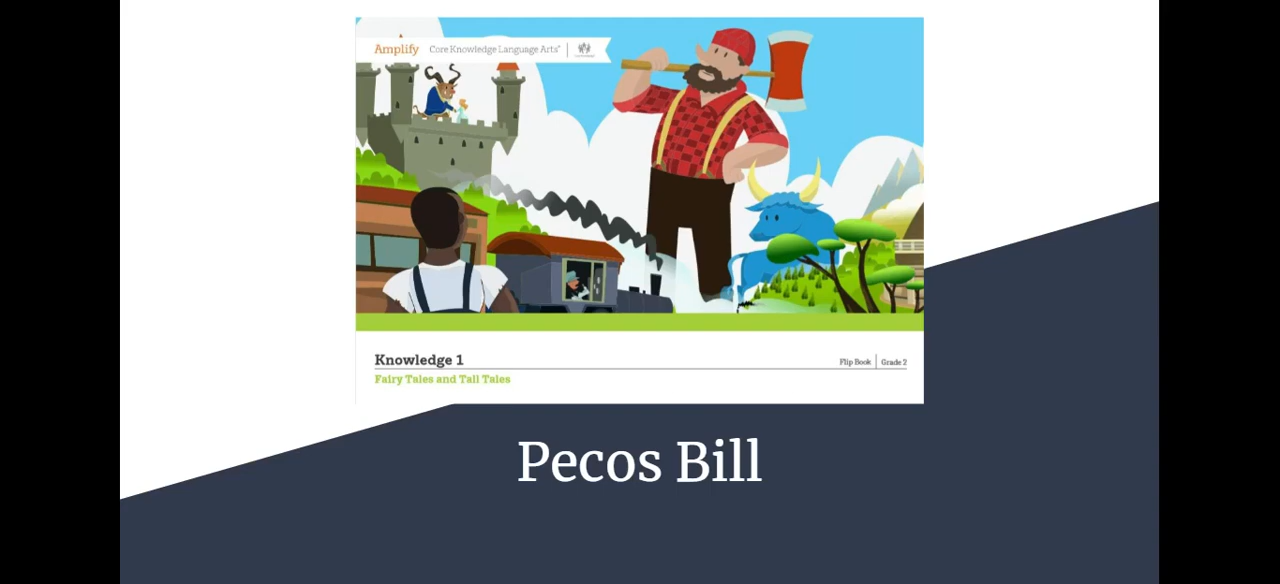 Amplify Core Knowledge Language Arts®
Knowledge 1
Flip Book | Grade 2
Fairy Tales and Tall Tales
Pecos Bill